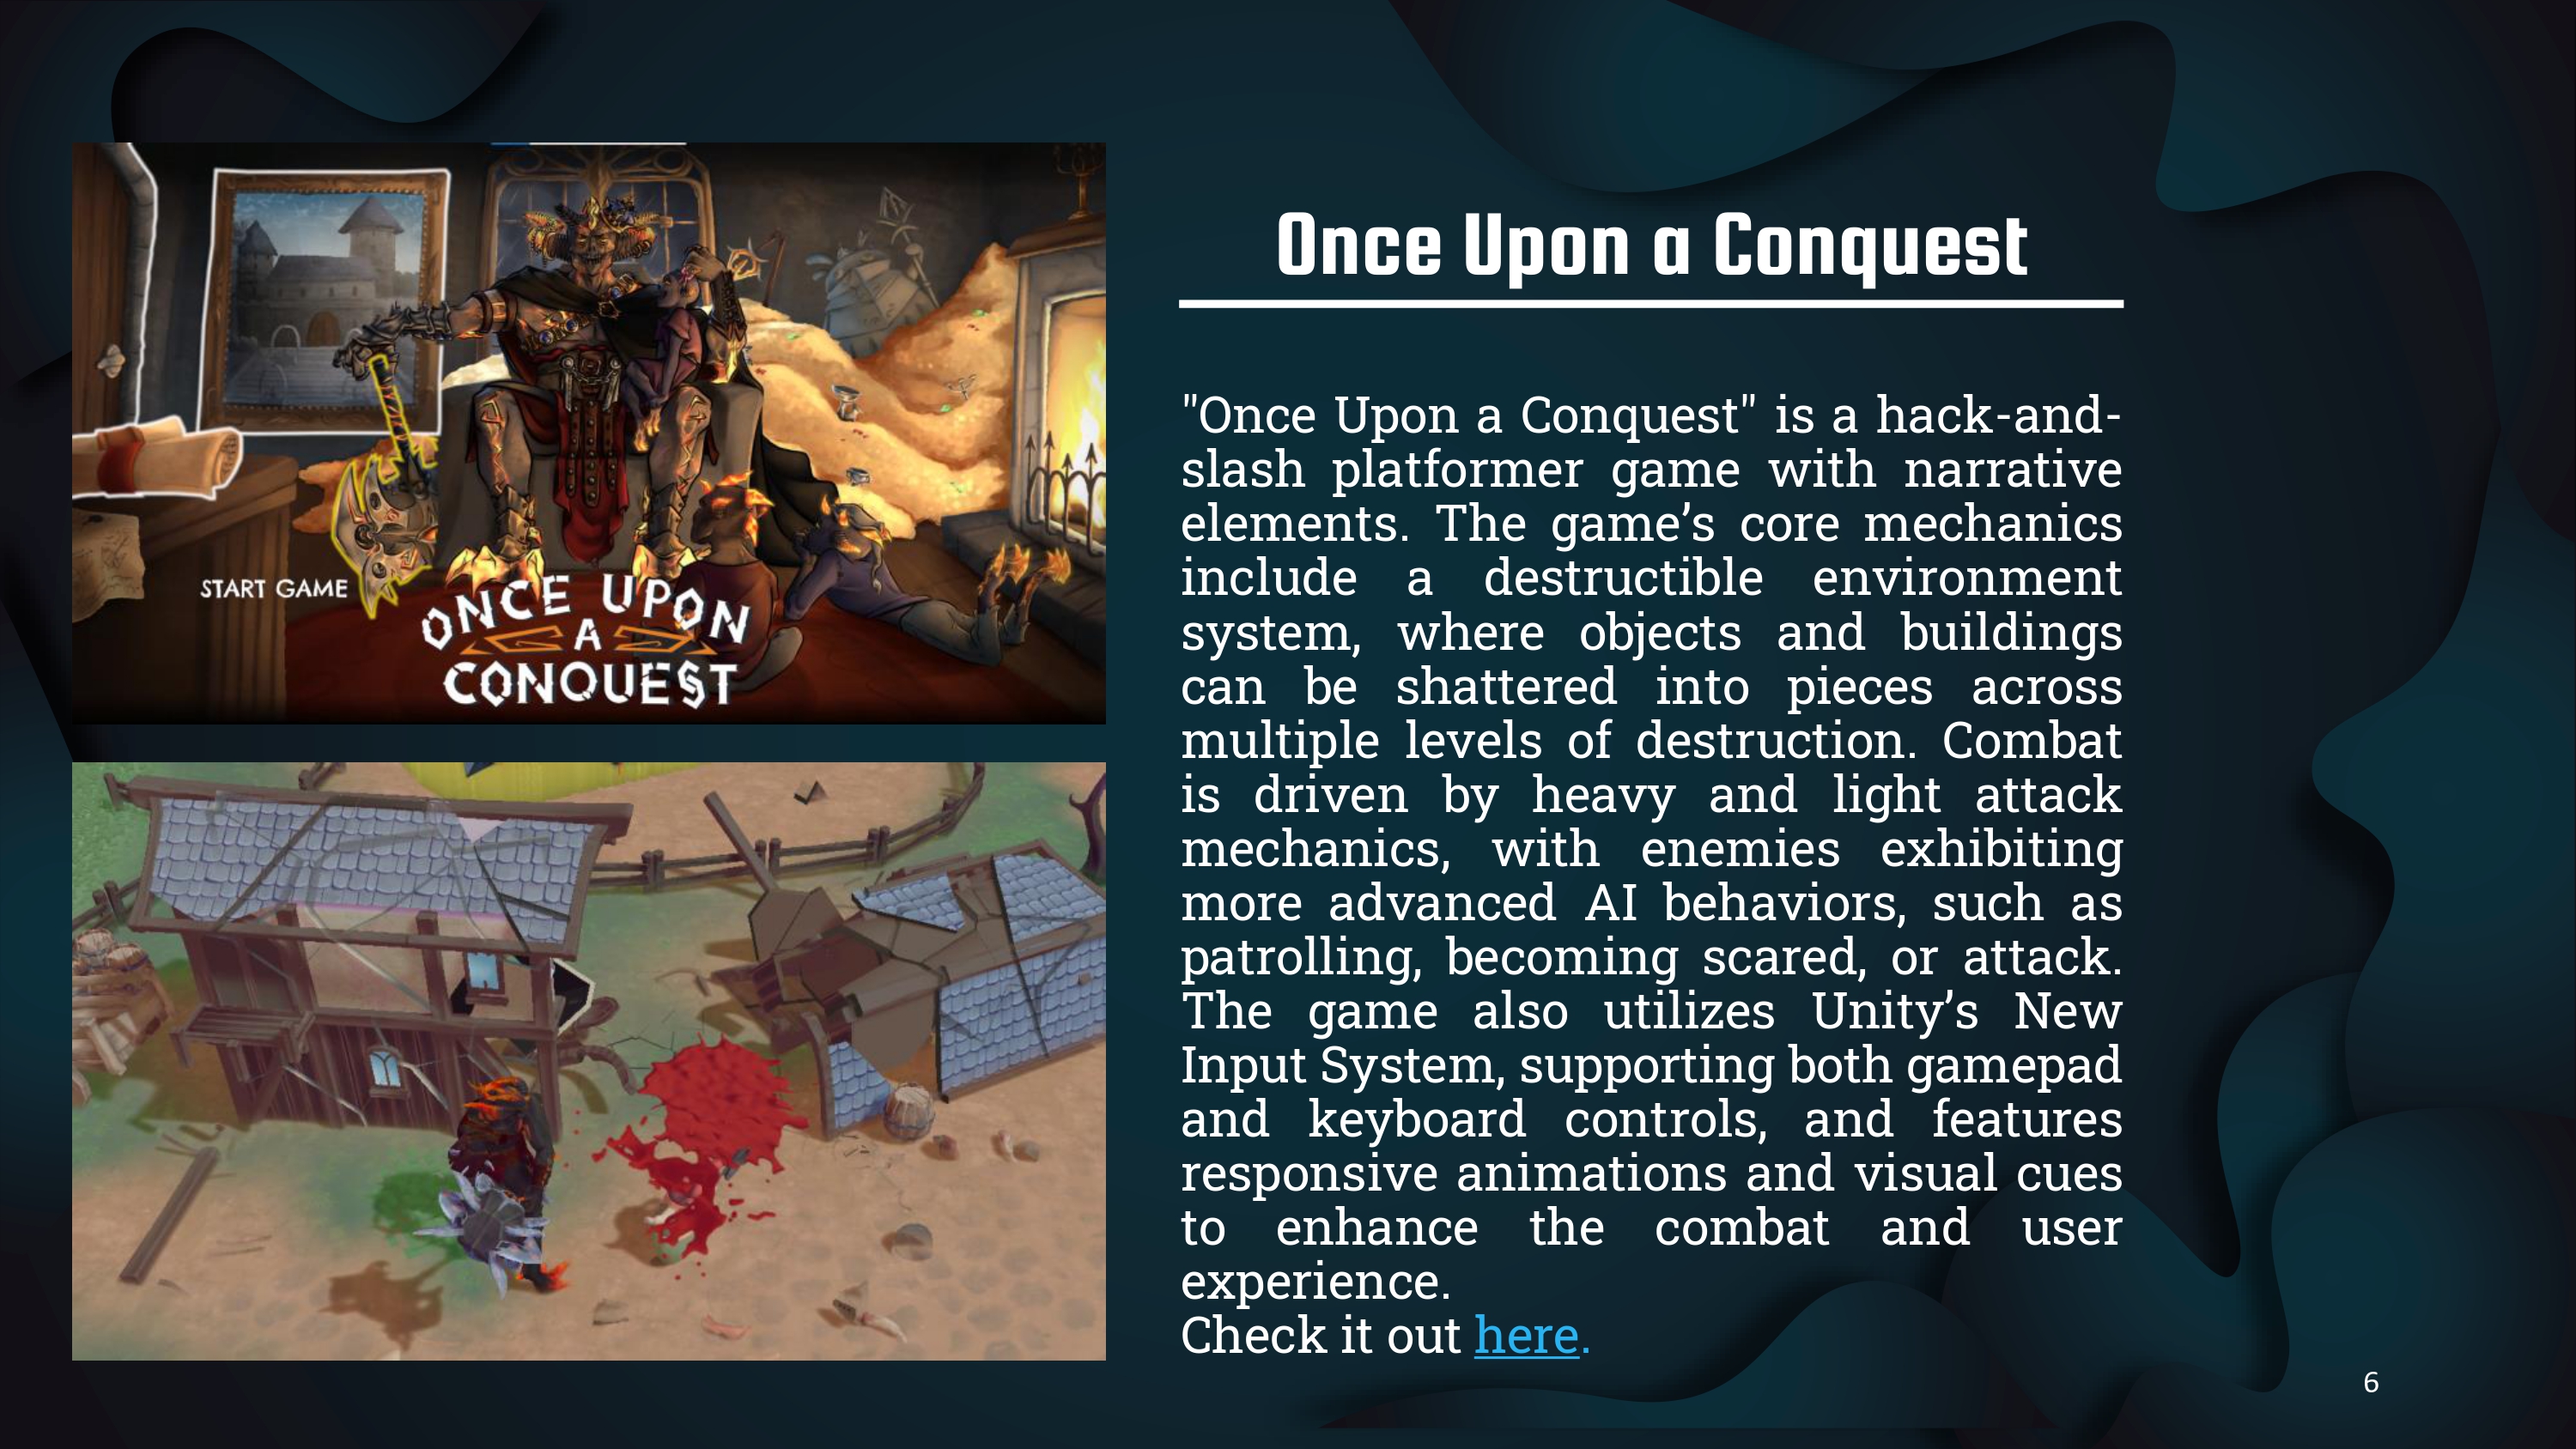 START GAME
ONCE UPON
A
CONQUEST
Once Upon a Conquest
"Once Upon a Conquest" is a hack-and-
slash platformer game with narrative
elements. The game’s core mechanics
include a destructible environment
system, where objects and buildings
can be shattered into pieces across
multiple levels of destruction. Combat
is driven by heavy and light attack
mechanics, with enemies exhibiting
more advanced AI behaviors, such as
patrolling, becoming scared, or attack.
The game also utilizes Unity’s New
Input System, supporting both gamepad
and keyboard controls, and features
responsive animations and visual cues
to enhance the combat and user
experience.
Check it out here.
6